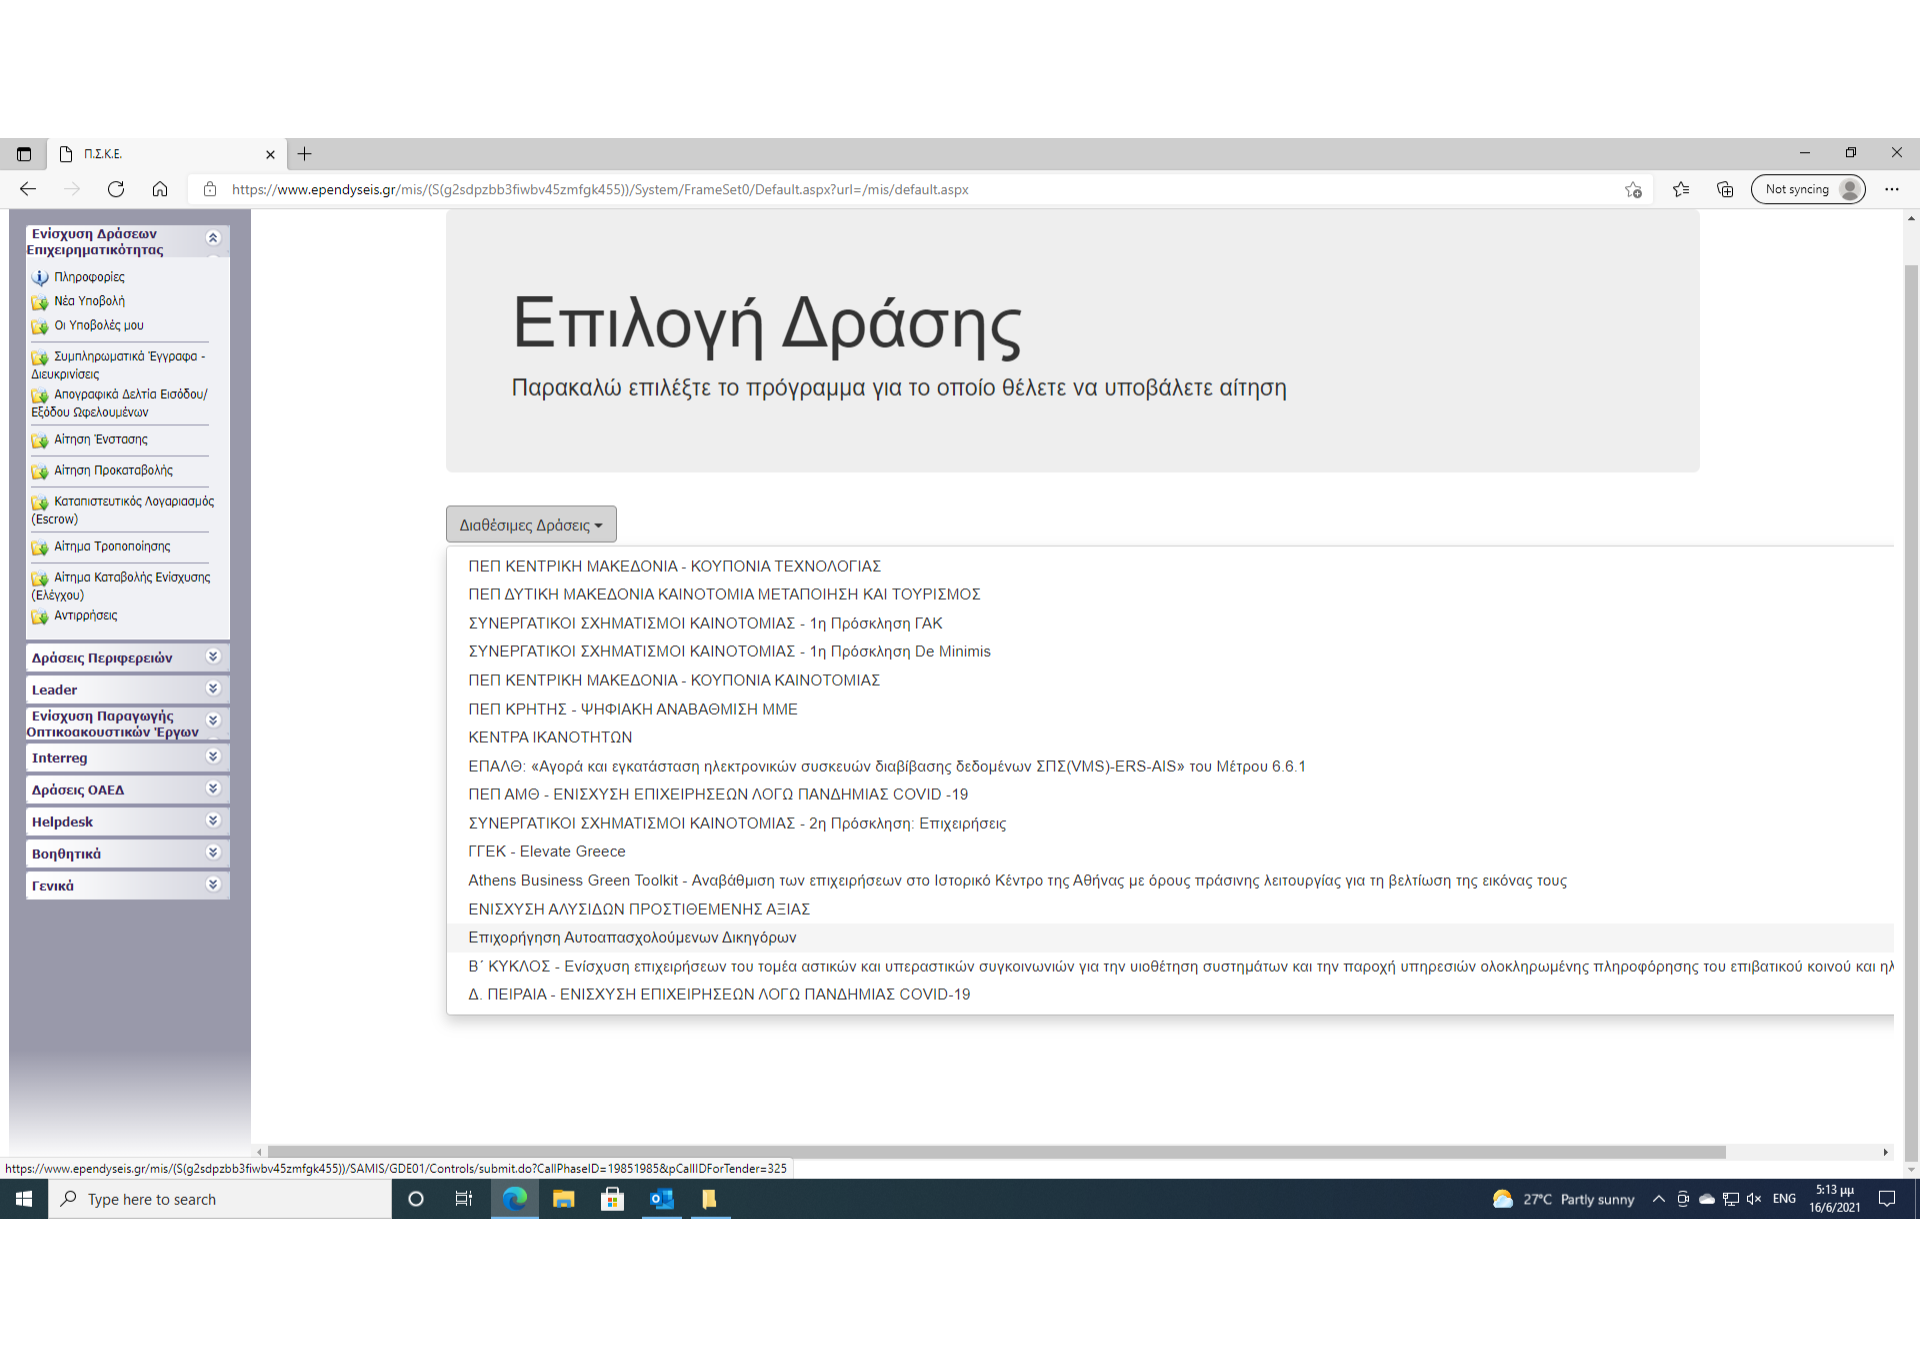 Π.Σ.Κ.Ε.
https://www.ependyseis.gr/mis/(S(g2sdpzbb3fiwbv45zmfgk455))/System/FrameSet0/Default.aspx?url=/mis/default.aspx
Not syncing
Ενίσχυση Δράσεων
Επιχειρηματικότητας
Πληροφορίες
Νέα Υποβολή
Οι Υποβολές μου
Συμπληρωματικά Έγγραφα -
Διευκρινίσεις
Απογραφικά Δελτία Εισόδου/
Εξόδου Ωφελουμένων
Αίτηση Ένστασης
Αίτηση Προκαταβολής
Καταπιστευτικός Λογαριασμός
(Escrow)
Αίτημα Τροποποίησης
Αίτημα Καταβολής Ενίσχυσης
(Ελέγχου)
Αντιρρήσεις
Δράσεις Περιφερειών
Leader
Ενίσχυση Παραγωγής
Οπτικοακουστικών Έργων
Interreg
Δράσεις ΟΑΕΔ
Helpdesk
Βοηθητικά
Γενικά
Επιλογή Δράσης
Παρακαλώ επιλέξτε το πρόγραμμα για το οποίο θέλετε να υποβάλετε αίτηση
Διαθέσιμες Δράσεις
ΠΕΠ ΚΕΝΤΡΙΚΗ ΜΑΚΕΔΟΝΙΑ - ΚΟΥΠΟΝΙΑ ΤΕΧΝΟΛΟΓΙΑΣ
ΠΕΠ ΔΥΤΙΚΗ ΜΑΚΕΔΟΝΙΑ ΚΑΙΝΟΤΟΜΙΑ ΜΕΤΑΠΟΙΗΣΗ ΚΑΙ ΤΟΥΡΙΣΜΟΣ
ΣΥΝΕΡΓΑΤΙΚΟΙ ΣΧΗΜΑΤΙΣΜΟΙ ΚΑΙΝΟΤΟΜΙΑΣ - 1η Πρόσκληση ΓΑΚ
ΣΥΝΕΡΓΑΤΙΚΟΙ ΣΧΗΜΑΤΙΣΜΟΙ ΚΑΙΝΟΤΟΜΙΑΣ - 1η Πρόσκληση De Minimis
ΠΕΠ ΚΕΝΤΡΙΚΗ ΜΑΚΕΔΟΝΙΑ - ΚΟΥΠΟΝΙΑ ΚΑΙΝΟΤΟΜΙΑΣ
ΠΕΠ ΚΡΗΤΗΣ - ΨΗΦΙΑΚΗ ΑΝΑΒΑΘΜΙΣΗ ΜΜΕ
ΚΕΝΤΡΑ ΙΚΑΝΟΤΗΤΩΝ
ΕΠΑΛΘ: «Αγορά και εγκατάσταση ηλεκτρονικών συσκευών διαβίβασης δεδομένων ΣΠΣ(VMS)-ERS-AIS» του Μέτρου 6.6.1
ΠΕΠ ΑΜΘ - ΕΝΙΣΧΥΣΗ ΕΠΙΧΕΙΡΗΣΕΩΝ ΛΟΓΩ ΠΑΝΔΗΜΙΑΣ COVID -19
ΣΥΝΕΡΓΑΤΙΚΟΙ ΣΧΗΜΑΤΙΣΜΟΙ ΚΑΙΝΟΤΟΜΙΑΣ - 2η Πρόσκληση: Επιχειρήσεις
ΓΓΕΚ - Elevate Greece
Athens Business Green Toolkit - Αναβάθμιση των επιχειρήσεων στο Ιστορικό Κέντρο της Αθήνας με όρους πράσινης λειτουργίας για τη βελτίωση της εικόνας τους
ΕΝΙΣΧΥΣΗ ΑΛΥΣΙΔΩΝ ΠΡΟΣΤΙΘΕΜΕΝΗΣ ΑΞΙΑΣ
Επιχορήγηση Αυτοαπασχολούμενων Δικηγόρων
Β΄ ΚΥΚΛΟΣ - Ενίσχυση επιχειρήσεων του τομέα αστικών και υπεραστικών συγκοινωνιών για την υιοθέτηση συστημάτων και την παροχή υπηρεσιών ολοκληρωμένης πληροφόρησης του επιβατικού κοινού και ηλ
Δ. ΠΕΙΡΑΙΑ - ΕΝΙΣΧΥΣΗ ΕΠΙΧΕΙΡΗΣΕΩΝ ΛΟΓΩ ΠΑΝΔΗΜΙΑΣ COVID-19
https://www.ependyseis.gr/mis/(S(g2sdpzbb3fiwbv45zmfgk455))/SAMIS/GDE01/Controls/submit.do?CallPhaseID=19851985&pCallIDForTender=325
Type here to search
27°C Partly sunny
ENG
5:13 μμ
16/6/2021